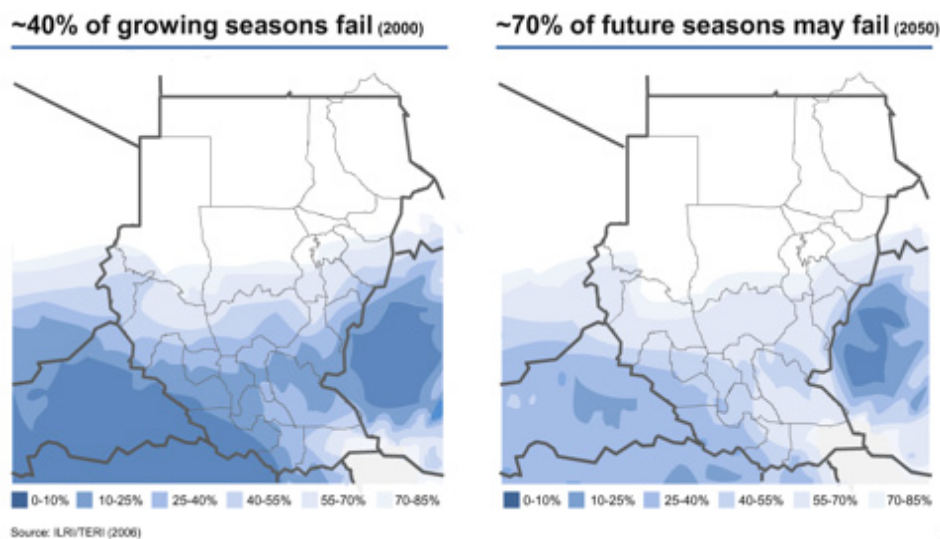 ~40% of growing seasons fail (2000)
~70% of future seasons may fail (2050)
0-10% 10-25% 25-40% 40-55% 55-70% 70-85%
0-10% 10-25% 25-40% 40-55% 55-70% 70-85%
Source: ILRI/TERI (2006)